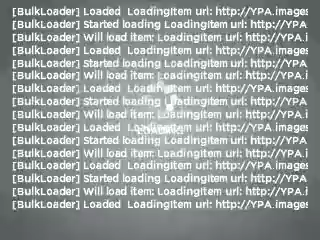 [BulkLoader] Loaded LoadingItem url: http://YPA.images
[BulkLoader] Started loading LoadingItem url: http://YPA
[BulkLoader] Will load item: LoadingItem url: http://YPA.i
[BulkLoader] Loaded LoadingItem url: http://YPA.images
[BulkLoader] Started loading LoadingItem url: http://YPA
[BulkLoader] Will load item: LoadingItem url: http://YPA.i
[BulkLoader] Loaded LoadingItem url: http://YPA.images
[BulkLoader] Started loading LoadingItem url: http://YPA
[BulkLoader] Will load item: LoadingItem url: http://YPA.i
[BulkLoader] Loaded LoadingItem url: http://YPA.images
[BulkLoader] Started loading LoadingItem url: http://YPA
[BulkLoader] Will load item: LoadingItem url: http://YPA.i
[BulkLoader] Loaded LoadingItem url: http://YPA.images
[BulkLoader] Started loading LoadingItem url: http://YPA
[BulkLoader] Will load item: LoadingItem url: http://YPA.i
[BulkLoader] Loaded LoadingItem url: http://YPA.images